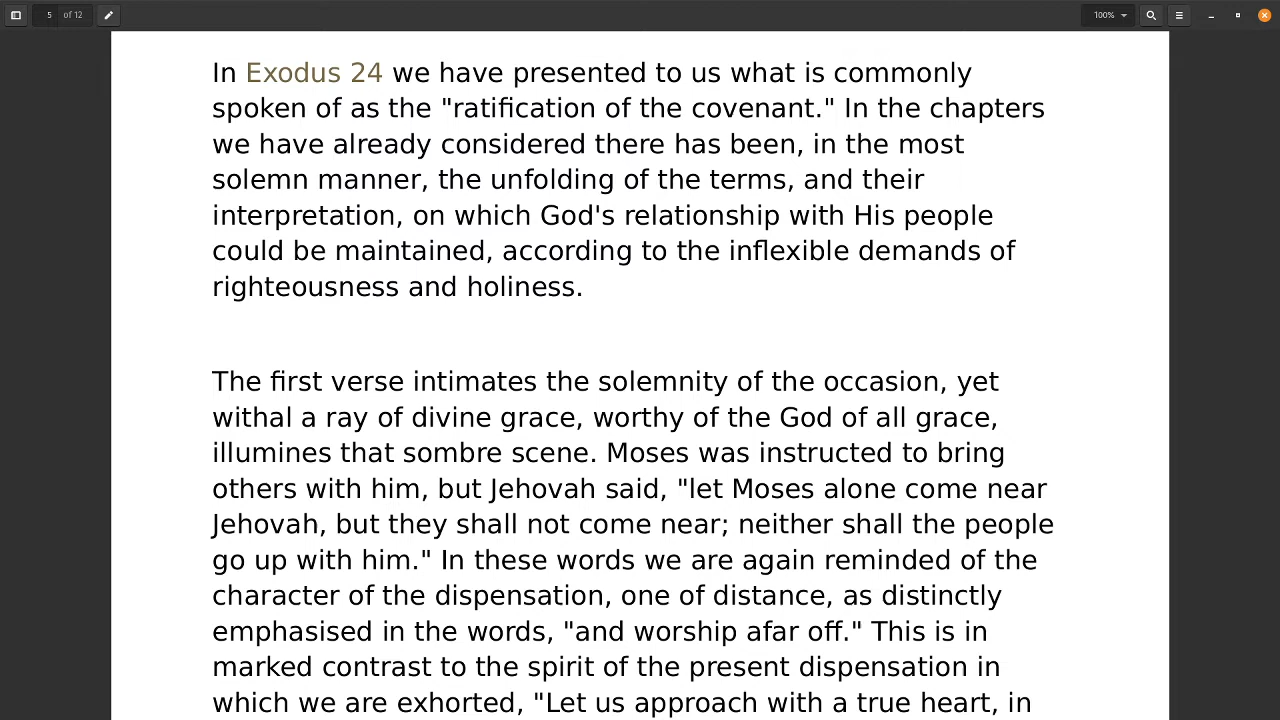 5 of 12
100%
In Exodus 24 we have presented to us what is commonly
spoken of as the "ratification of the covenant." In the chapters
we have already considered there has been, in the most
solemn manner, the unfolding of the terms, and their
interpretation, on which God's relationship with His people
could be maintained, according to the inflexible demands of
righteousness and holiness.
The first verse intimates the solemnity of the occasion, yet
withal a ray of divine grace, worthy of the God of all grace,
illumines that sombre scene. Moses was instructed to bring
others with him, but Jehovah said, "let Moses alone come near
Jehovah, but they shall not come near; neither shall the people
go up with him." In these words we are again reminded of the
character of the dispensation, one of distance, as distinctly
emphasised in the words, "and worship afar off." This is in
marked contrast to the spirit of the present dispensation in
which we are exhorted, "Let us approach with a true heart, in